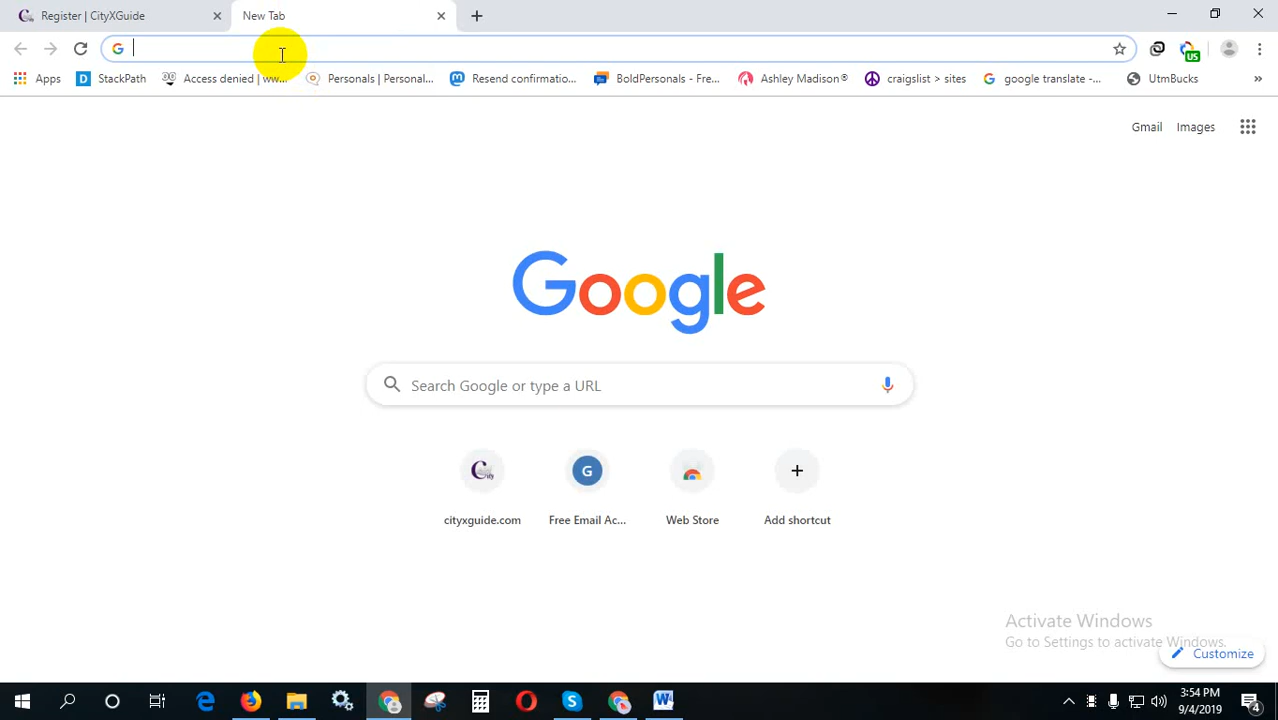 Register | CityXGuide
New Tab
Apps
StackPath
Access denied | ww...
Personals | Personal...
Resend confirmatio...
BoldPersonals - Fre...
Ashley Madison®
craigslist > sites
google translate -...
UtmBucks
US
Gmail
Images
Google
Search Google or type a URL
cityxguide.com
Free Email Ac...
Web Store
Add shortcut
Activate Windows
Go to Settings to activate Windows.
Customize
3:54 PM
9/4/2019
4